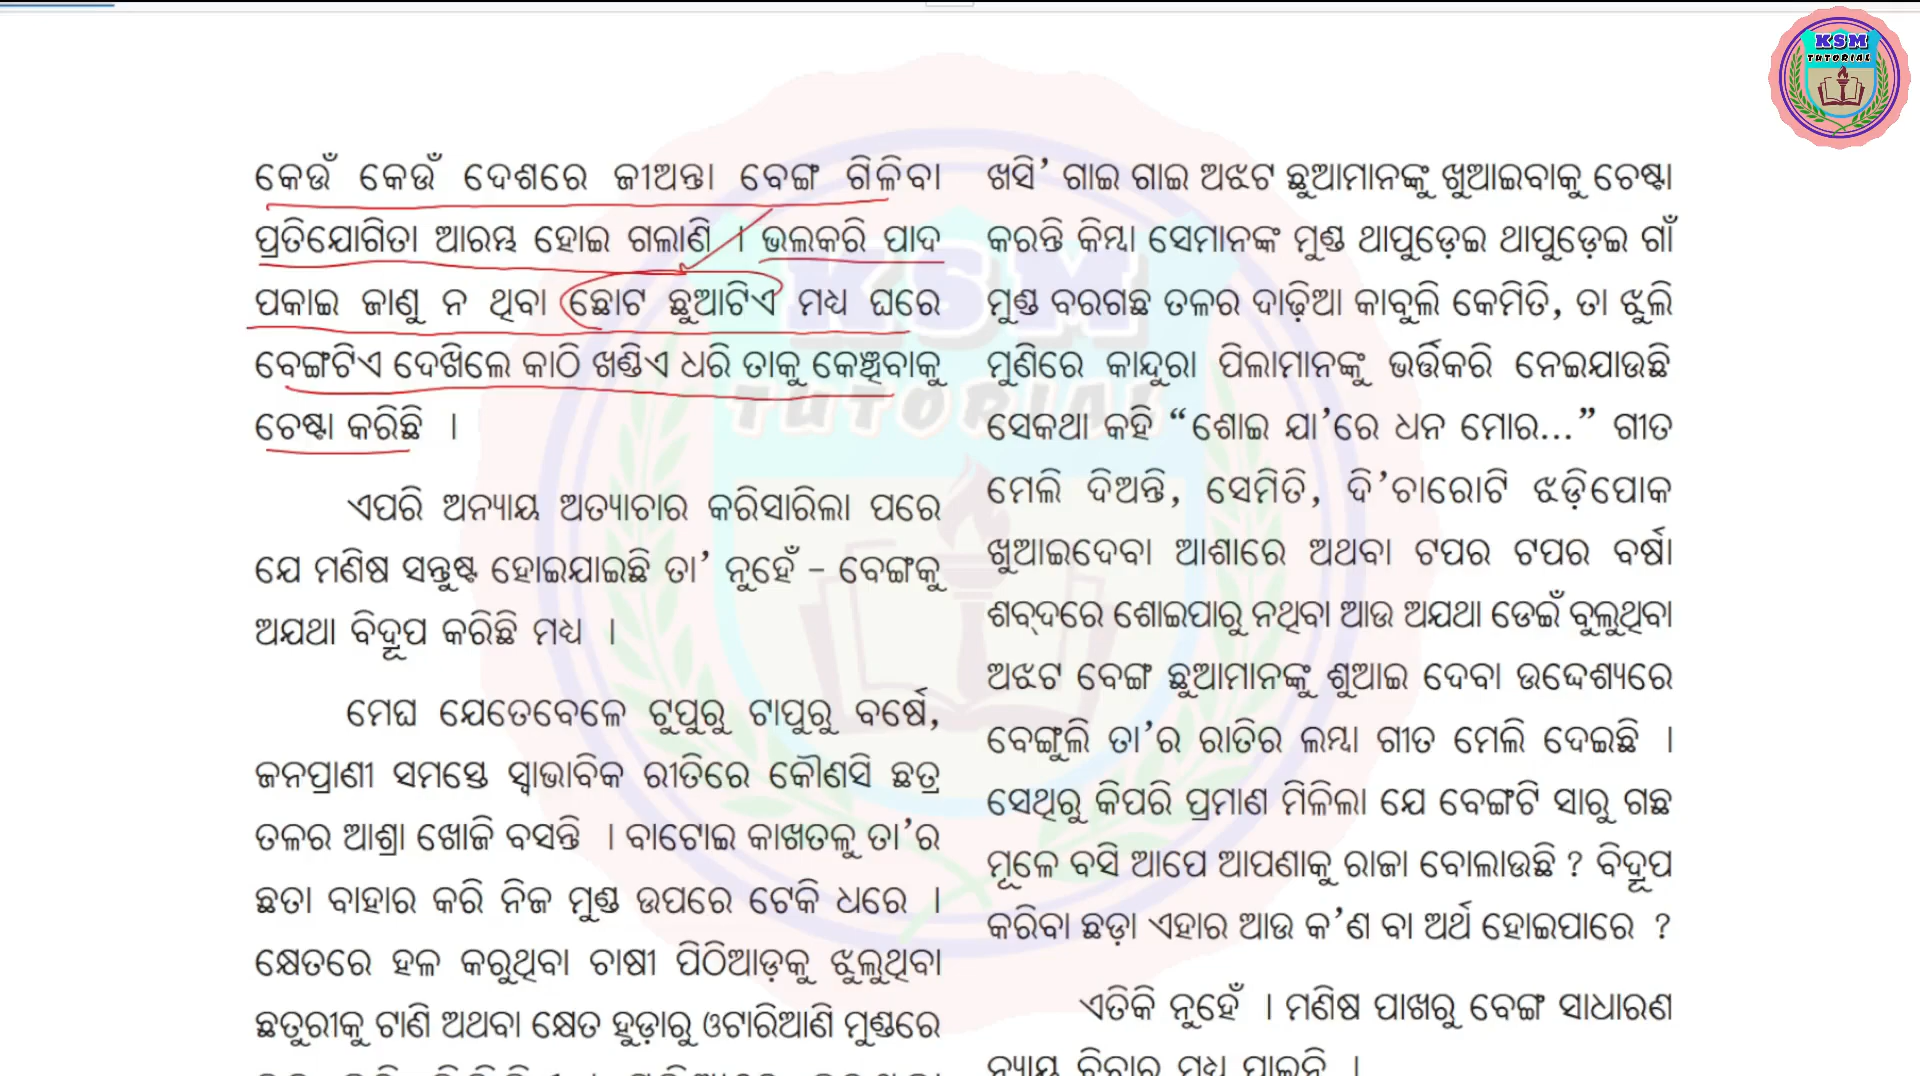 KSM
TUTORIAL
କେଉଁ କେଉଁ ଦେଶରେ ଜୀଅନ୍ତା ବେଙ୍ଗ ଗିଳିବା
ପ୍ରତିଯୋଗିତା ଆରମ୍ଭ ହୋଇ ଗଲାଣି । ଭଲକରି ପାଦ
ପକାଇ ଜାଣୁ ନ ଥିବା ଛୋଟ ଛୁଆଟିଏ ମଧ୍ୟ ଘରେ
ବେଙ୍ଗଟିଏ ଦେଖିଲେ କାଠି ଖଣ୍ଡିଏ ଧରି ତାକୁ କେଞ୍ଚିବାକୁ
ଚେଷ୍ଟା କରିଛି ।
ଏପରି ଅନ୍ୟାୟ ଅତ୍ୟାଚାର କରିସାରିଲା ପରେ
ଯେ ମଣିଷ ସନ୍ତୁଷ୍ଟ ହୋଇଯାଇଛି ତା’ ନୁହେଁ – ବେଙ୍ଗକୁ
ଅଯଥା ବିଦ୍ରୂପ କରିଛି ମଧ୍ୟ ।
ମେଘ ଯେତେବେଳେ ଟୁପୁରୁ ଟାପୁରୁ ବର୍ଷେ,
ଜନପ୍ରାଣୀ ସମସ୍ତେ ସ୍ୱାଭାବିକ ରୀତିରେ କୌଣସି ଛତ୍ର
ତଳର ଆଶ୍ରା ଖୋଜି ବସନ୍ତି । ବାଟୋଇ କାଖତଳୁ ତା’ର
ଛତା ବାହାର କରି ନିଜ ମୁଣ୍ଡ ଉପରେ ଟେକି ଧରେ ।
କ୍ଷେତରେ ହଳ କରୁଥିବା ଚାଷୀ ପିଠିଆଡ଼କୁ ଝୁଲୁଥିବା
ଛତୁରୀକୁ ଟାଣି ଅଥବା କ୍ଷେତ ହୁଡ଼ାରୁ ଓଟାରିଆଣି ମୁଣ୍ଡରେ
ଖସି’ ଗାଇ ଗାଇ ଅଝଟ ଛୁଆମାନଙ୍କୁ ଖୁଆଇବାକୁ ଚେଷ୍ଟା
କରନ୍ତି କିମ୍ବା ସେମାନଙ୍କ ମୁଣ୍ଡ ଥାପୁଡ଼େଇ ଥାପୁଡ଼େଇ ଗାଁ
ମୁଣ୍ଡ ବରଗଛ ତଳର ଦାଢ଼ିଆ କାବୁଲି କେମିତି, ତା ଝୁଲି
ମୁଣିରେ କାନ୍ଦୁରା ପିଲାମାନଙ୍କୁ ଭର୍ତ୍ତିକରି ନେଇଯାଉଛି
ସେକଥା କହି “ଶୋଇ ଯା’ରେ ଧନ ମୋର...” ଗୀତ
ମେଲି ଦିଅନ୍ତି, ସେମିତି, ଦି’ଚାରୋଟି ଝଡ଼ିପୋକ
ଖୁଆଇଦେବା ଆଶାରେ ଅଥବା ଟପର ଟପର ବର୍ଷା
ଶବ୍ଦରେ ଶୋଇପାରୁ ନଥିବା ଆଉ ଅଯଥା ଡେଇଁ ବୁଲୁଥିବା
ଅଝଟ ବେଙ୍ଗ ଛୁଆମାନଙ୍କୁ ଶୁଆଇ ଦେବା ଉଦ୍ଦେଶ୍ୟରେ
ବେଙ୍ଗୁଲି ତା’ର ରାତିର ଲମ୍ବା ଗୀତ ମେଲି ଦେଇଛି ।
ସେଥିରୁ କିପରି ପ୍ରମାଣ ମିଳିଲା ଯେ ବେଙ୍ଗଟି ସାରୁ ଗଛ
ମୂଳେ ବସି ଆପେ ଆପଣାକୁ ରାଜା ବୋଲାଉଛି ? ବିଦ୍ରୂପ
କରିବା ଛଡ଼ା ଏହାର ଆଉ କ’ଣ ବା ଅର୍ଥ ହୋଇପାରେ ?
ଏତିକି ନୁହେଁ । ମଣିଷ ପାଖରୁ ବେଙ୍ଗ ସାଧାରଣ
ନ୍ୟାୟ ବିଚାର ମଧ୍ୟ ପାଇନି ।